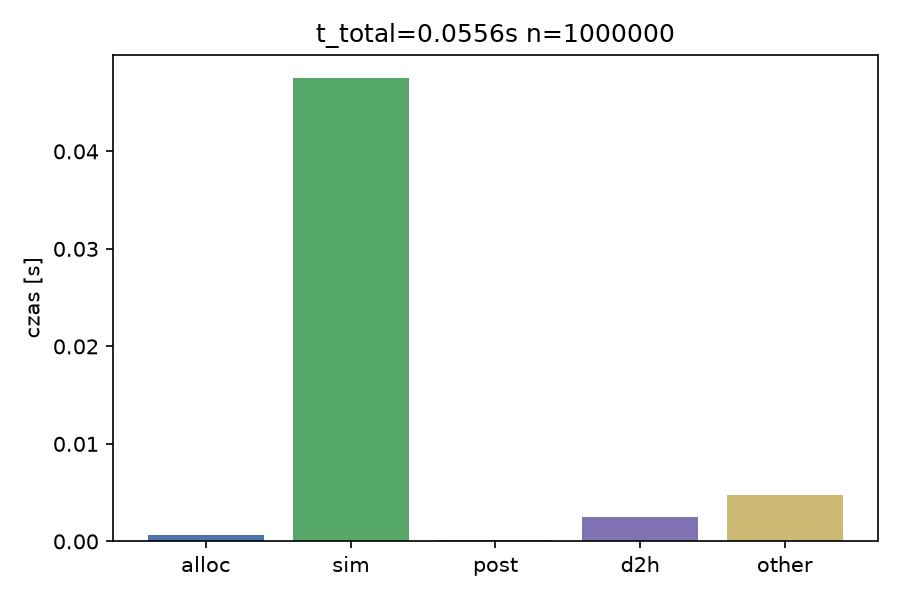 t_total=0.0556s n=1000000
czas [s]
0.04
0.03
0.02
0.01
0.00
alloc sim post d2h other